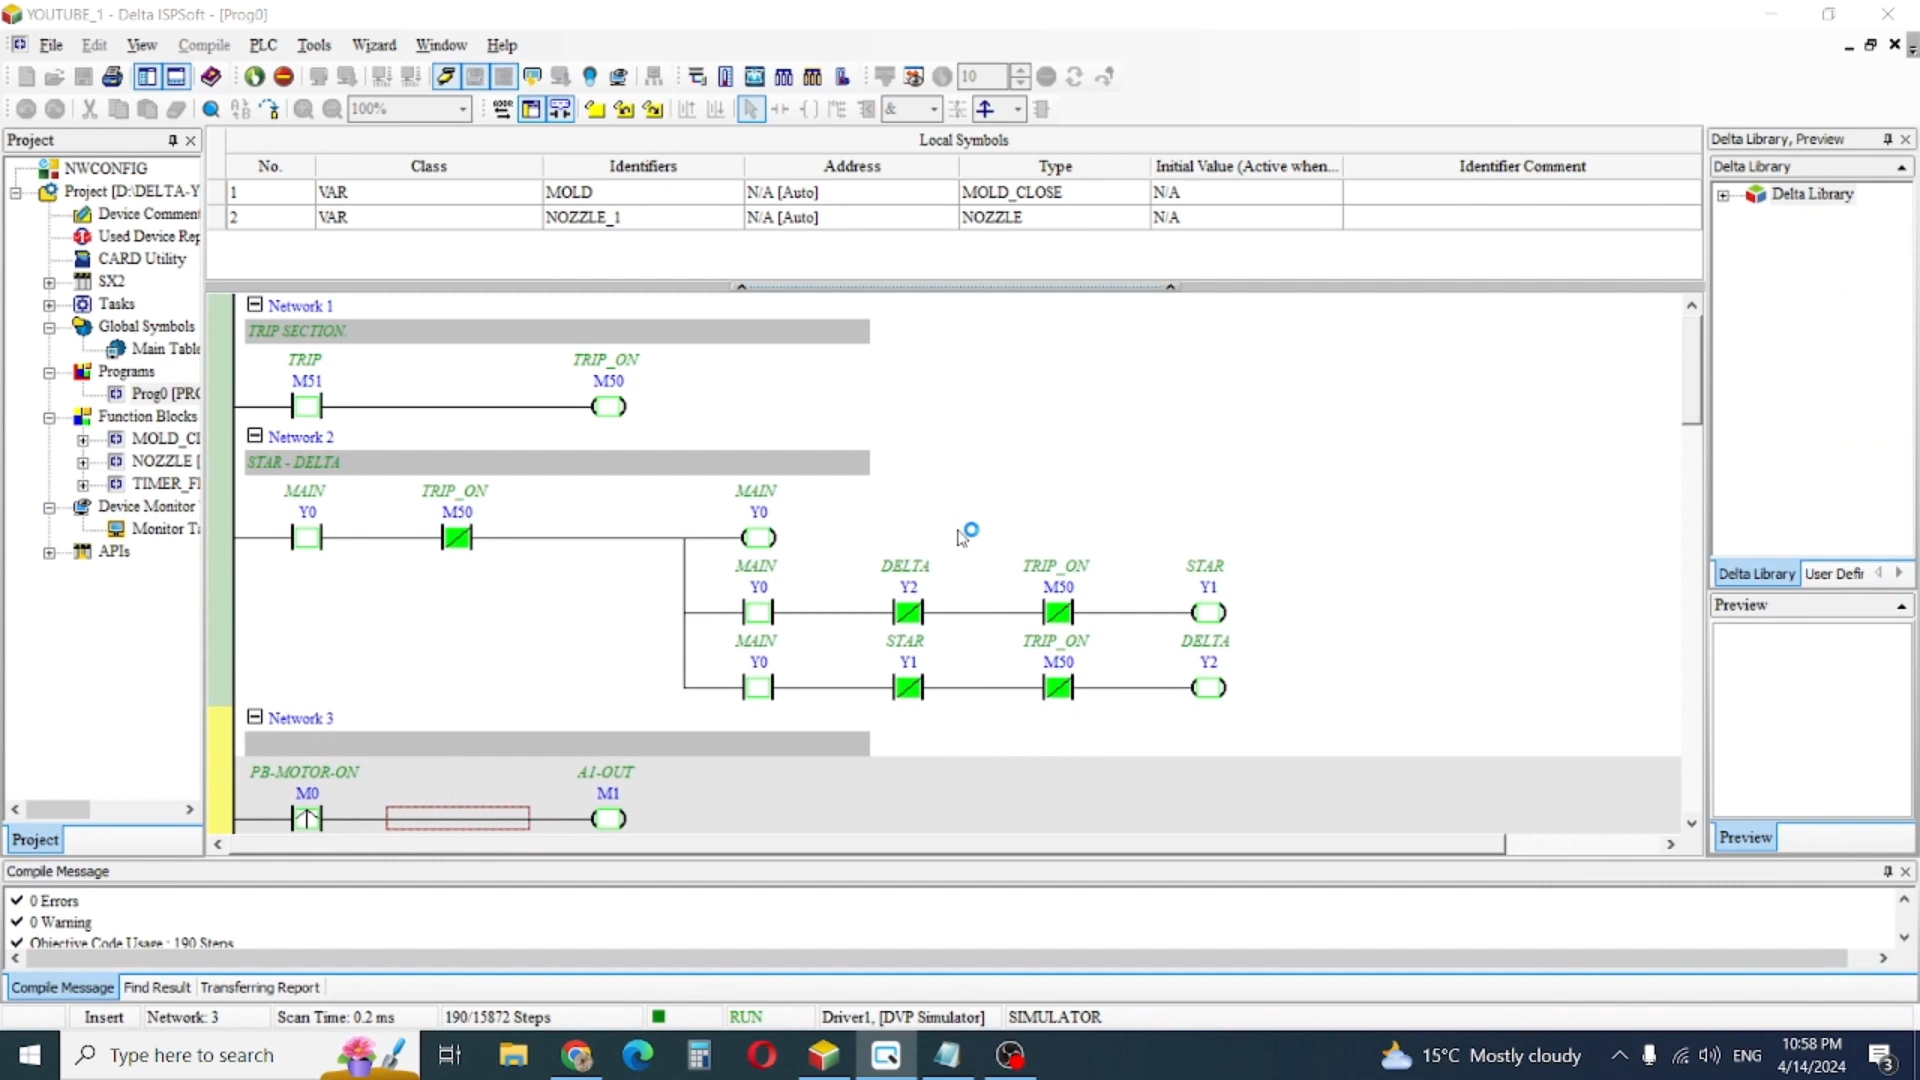 YOUTUBE_1 - Delta ISPSoft - [Prog0]
File Edit View Compile PLC Tools Wizard Window Help
10
100%
&
Project
NWCONFIG
Project [D:\DELTA-Y
Device Comment
Used Device Rep
CARD Utility
SX2
Tasks
Global Symbols
Main Table
Programs
Prog0 [PRO
Function Blocks
MOLD_CL
NOZZLE [
TIMER_FI
Device Monitor
Monitor Ta
APIs
Project
Local Symbols
No. Class Identifiers Address Type Initial Value (Active when... Identifier Comment
1 VAR MOLD N/A [Auto] MOLD_CLOSE N/A
2 VAR NOZZLE_1 N/A [Auto] NOZZLE N/A
Network 1
TRIP SECTION.
TRIP TRIP_ON
M51 M50
Network 2
STAR - DELTA
MAIN TRIP_ON MAIN
Y0 M50 Y0
MAIN DELTA TRIP_ON STAR
Y0 Y2 M50 Y1
MAIN STAR TRIP_ON DELTA
Y0 Y1 M50 Y2
Network 3
PB-MOTOR-ON A1-OUT
M0 M1
Delta Library, Preview
Delta Library
Delta Library
Delta Library User Defir
Preview
Preview
Compile Message
0 Errors
0 Warning
Objective Code Usage : 190 Steps
Compile Message Find Result Transferring Report
Insert Network: 3 Scan Time: 0.2 ms 190/15872 Steps RUN Driver1, [DVP Simulator] SIMULATOR
Type here to search
15°C Mostly cloudy
ENG
10:58 PM
4/14/2024
3